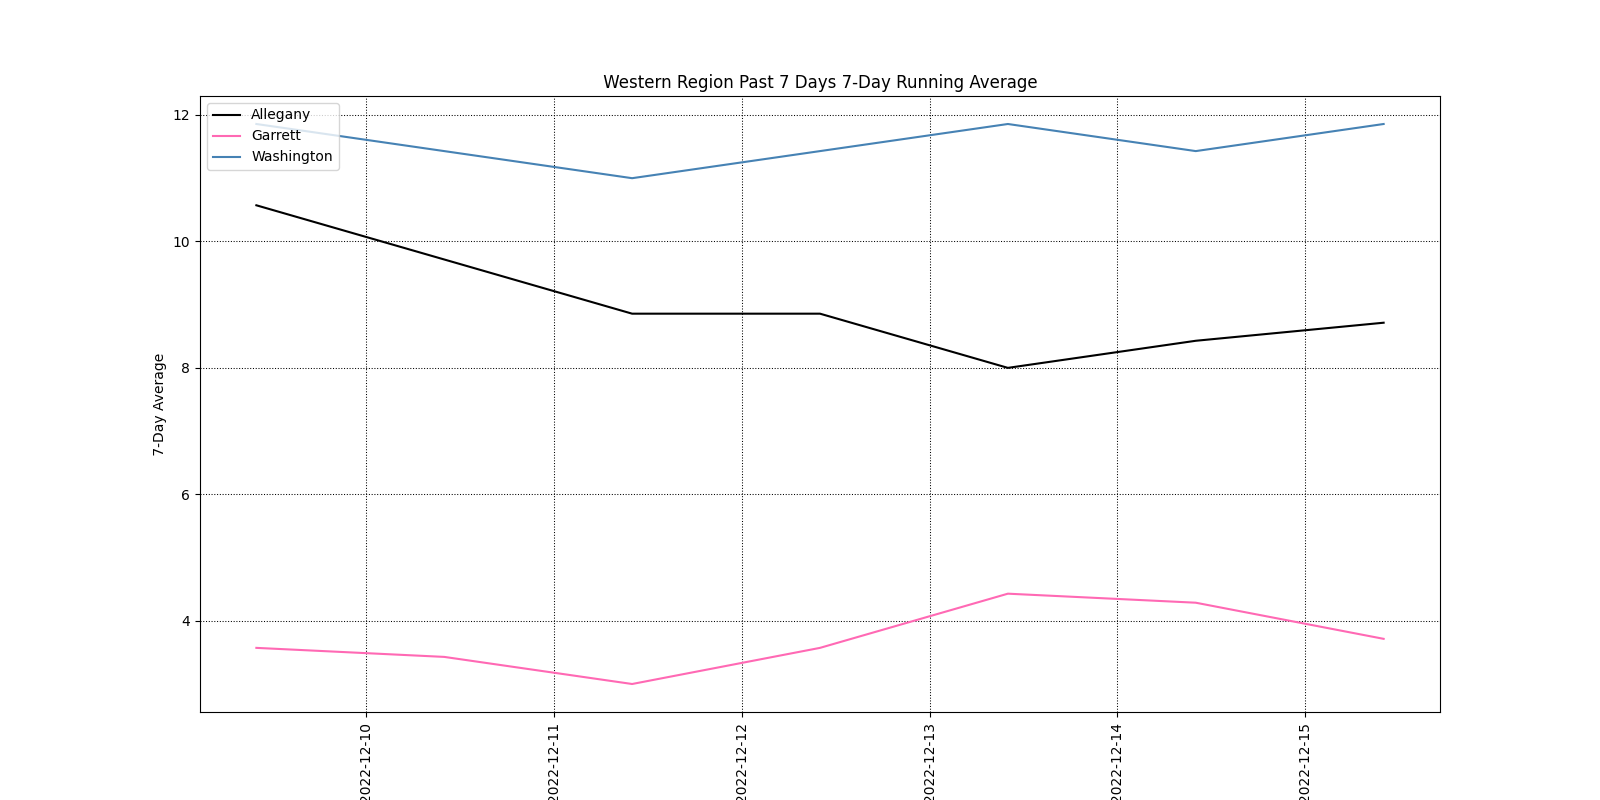 Western Region Past 7 Days 7-Day Running Average
Allegany
Garrett
Washington
7-Day Average
12
10
8
6
4
2022-12-10
2022-12-11
2022-12-12
2022-12-13
2022-12-14
2022-12-15